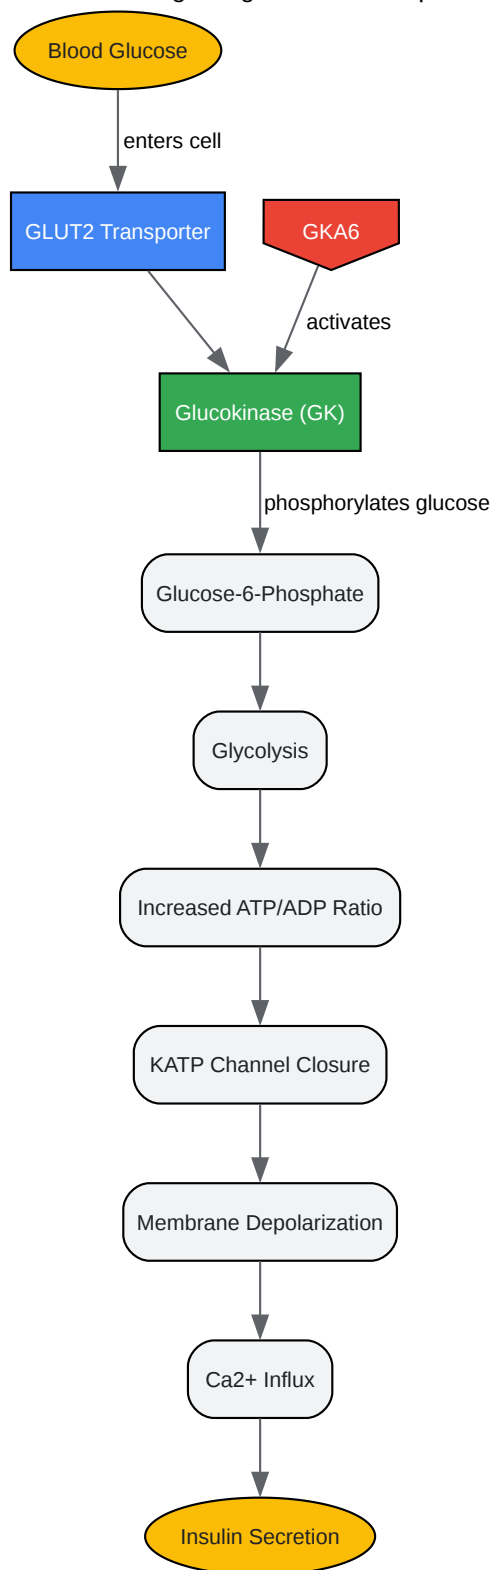 Blood Glucose
enters cell
GLUT2 Transporter
GKA6
activates
Glucokinase (GK)
phosphorylates glucose
Glucose-6-Phosphate
Glycolysis
Increased ATP/ADP Ratio
KATP Channel Closure
Membrane Depolarization
Ca2+ Influx
Insulin Secretion